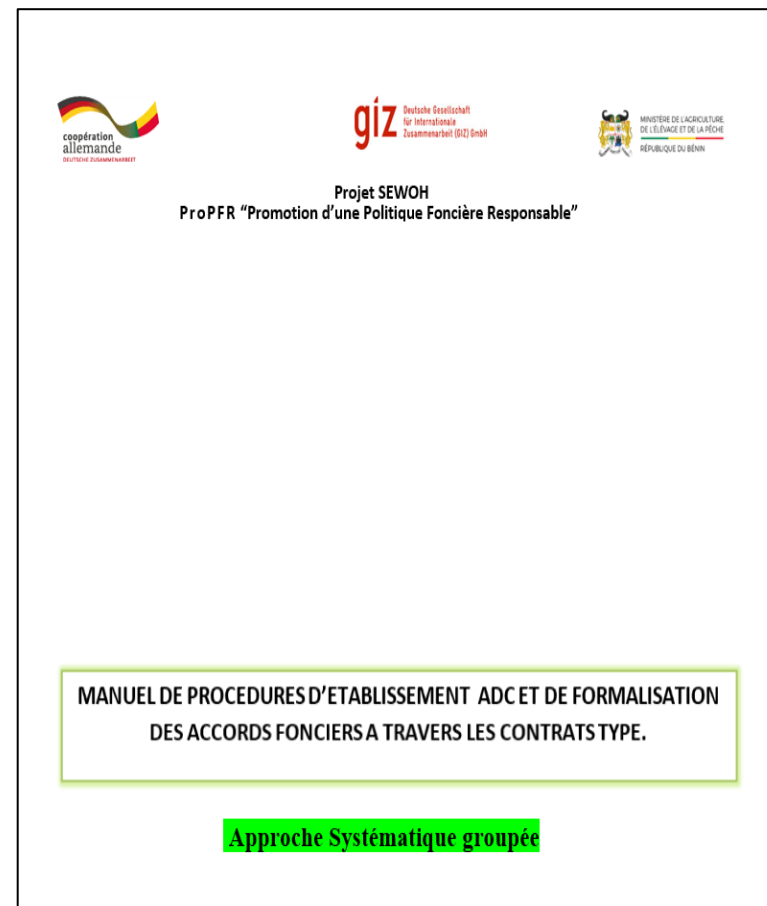 coopération
allemande
DEUTSCHE ZUSAMMENARBEIT
giz
Deutsche Gesellschaft
für Internationale
Zusammenarbeit (GIZ) GmbH
MINISTÈRE DE L'AGRICULTURE,
DE L'ÉLEVAGE ET DE LA PÊCHE
RÉPUBLIQUE DU BÉNIN
Projet SEWOH
ProPFR “Promotion d’une Politique Foncière Responsable”
MANUEL DE PROCEDURES D’ETABLISSEMENT ADC ET DE FORMALISATION
DES ACCORDS FONCIERS A TRAVERS LES CONTRATS TYPE.
Approche Systématique groupée